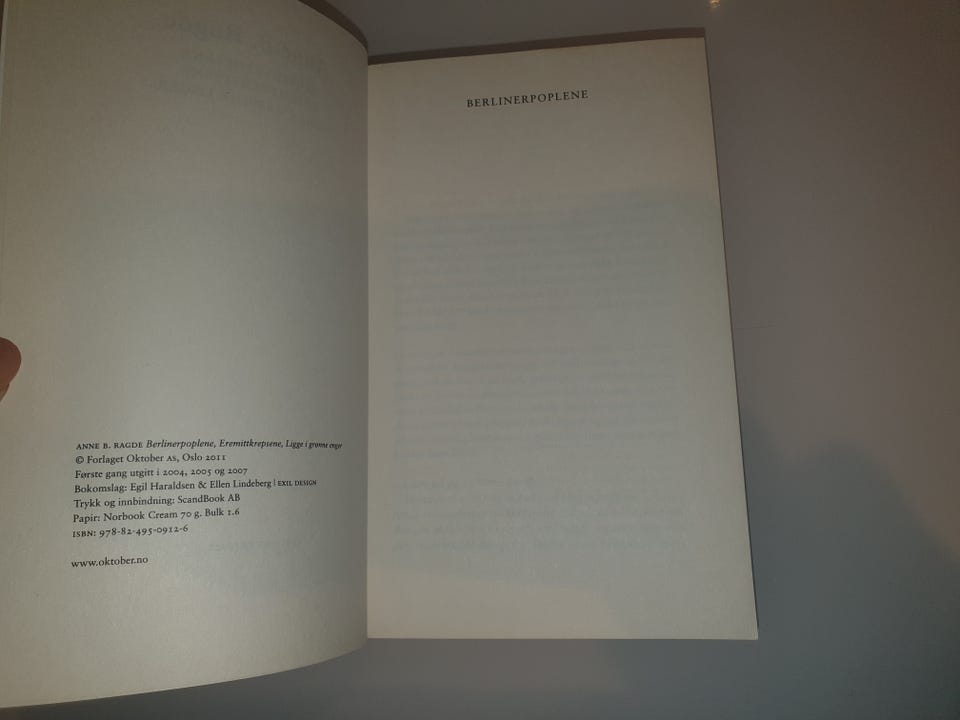 ANNE B. RAGDE Berlinerpoplene, Eremittkrepsene, Ligge i grønne enger
© Forlaget Oktober AS, Oslo 2011
Første gang utgitt i 2004, 2005 og 2007
Bokomslag: Egil Haraldsen & Ellen Lindeberg | EXIL DESIGN
Trykk og innbinding: ScandBook AB
Papir: Norbook Cream 70 g. Bulk 1.6
ISBN: 978-82-495-0912-6
www.oktober.no
BERLINERPOPLENE